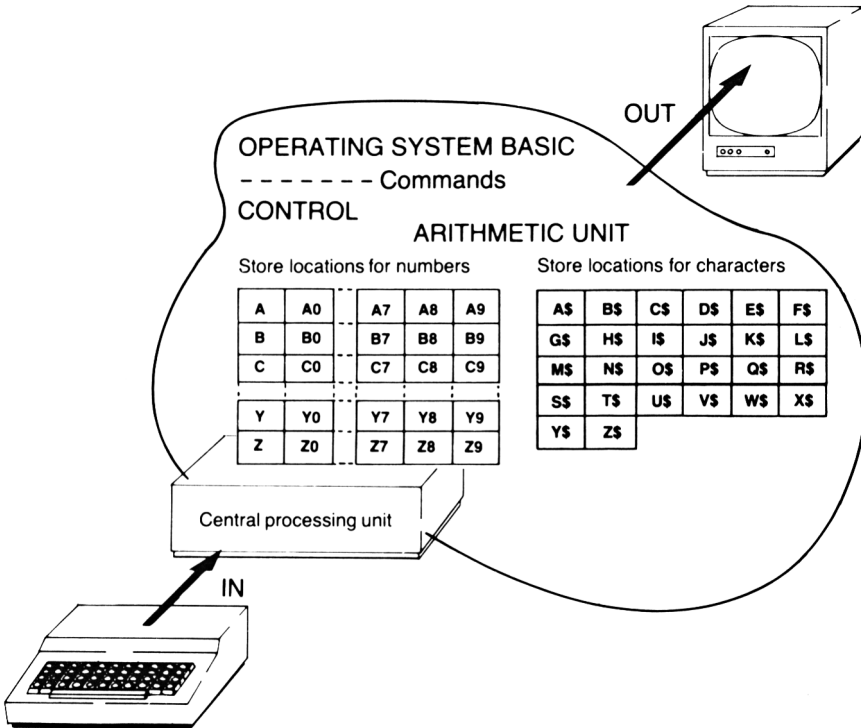 OUT
OPERATING SYSTEM BASIC
- - - - - - - Commands
CONTROL
ARITHMETIC UNIT
Store locations for numbers
A A0 A7 A8 A9
B B0 B7 B8 B9
C C0 C7 C8 C9
Y Y0 Y7 Y8 Y9
Z Z0 Z7 Z8 Z9
Store locations for characters
A$ B$ C$ D$ E$ F$
G$ H$ I$ J$ K$ L$
M$ N$ O$ P$ Q$ R$
S$ T$ U$ V$ W$ X$
Y$ Z$
Central processing unit
IN